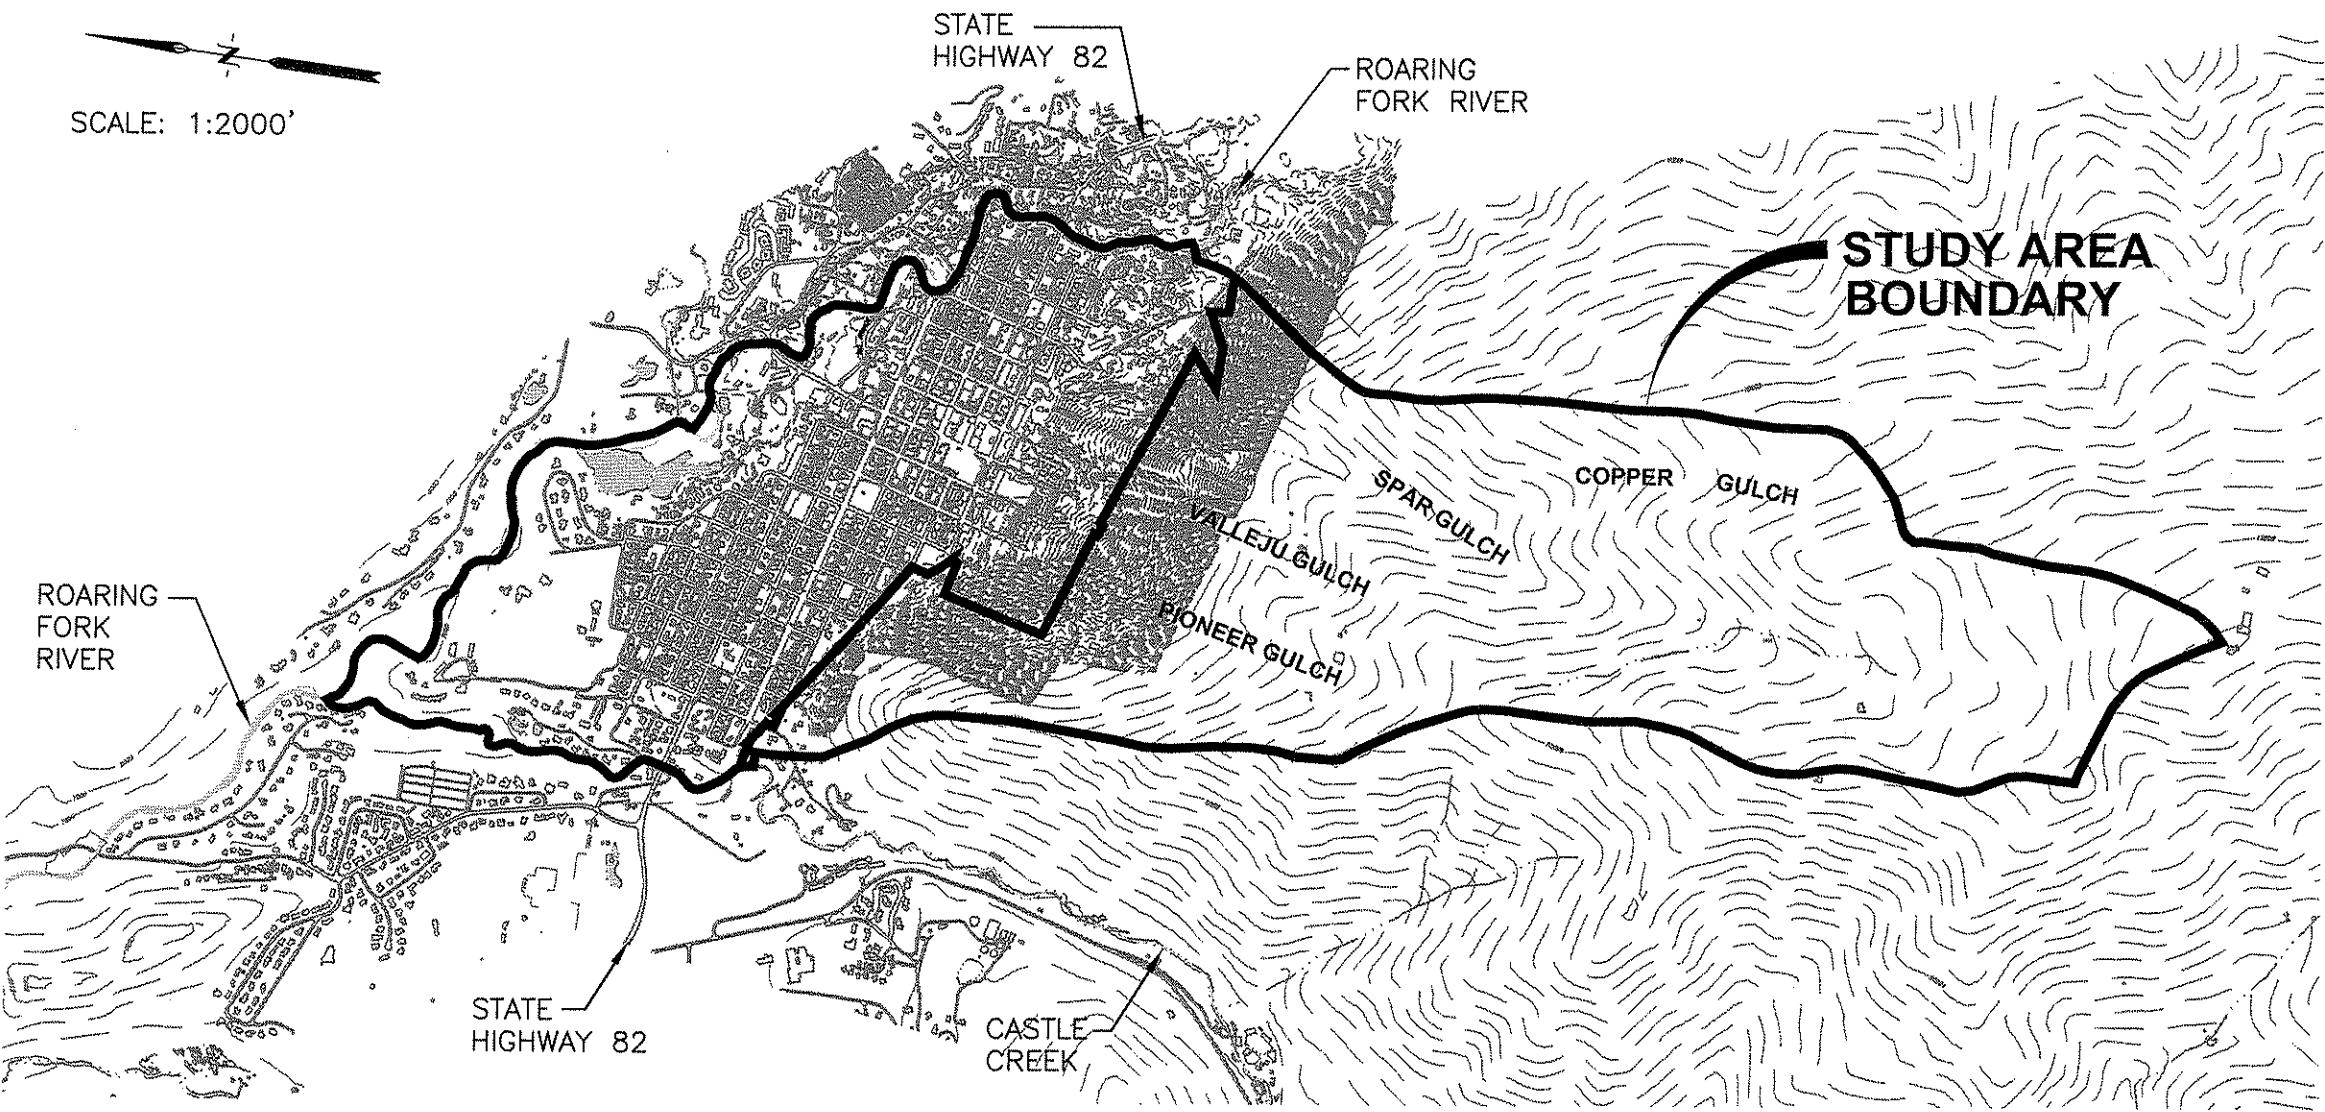 STATE
HIGHWAY 82
ROARING
FORK RIVER
N
SCALE: 1:2000'
STUDY AREA
BOUNDARY
COPPER GULCH
SPAR GULCH
VALLEJU GULCH
PIONEER GULCH
ROARING
FORK
RIVER
STATE
HIGHWAY 82
CASTLE
CREEK